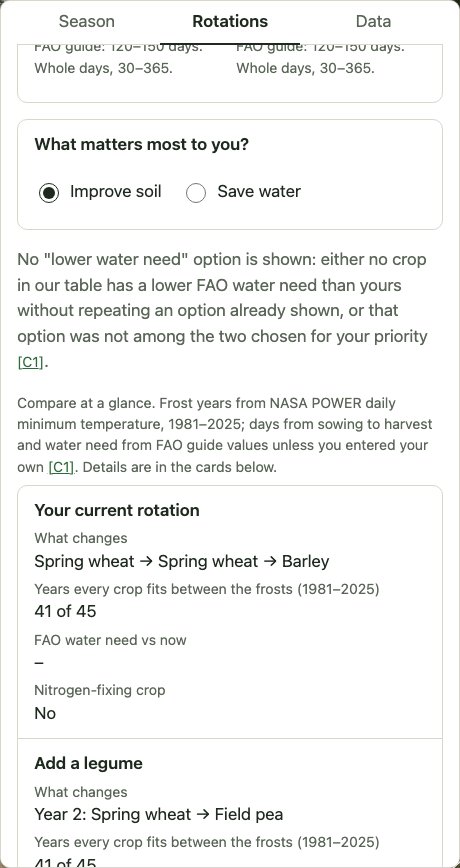 Season Rotations Data
FAO guide: 120–150 days. FAO guide: 120–150 days.
Whole days, 30–365. Whole days, 30–365.
What matters most to you?
Improve soil Save water
No "lower water need" option is shown: either no crop
in our table has a lower FAO water need than yours
without repeating an option already shown, or that
option was not among the two chosen for your priority
[C1].
Compare at a glance. Frost years from NASA POWER daily
minimum temperature, 1981–2025; days from sowing to harvest
and water need from FAO guide values unless you entered your
own [C1]. Details are in the cards below.
Your current rotation
What changes
Spring wheat → Spring wheat → Barley
Years every crop fits between the frosts (1981–2025)
41 of 45
FAO water need vs now
–
Nitrogen-fixing crop
No
Add a legume
What changes
Year 2: Spring wheat → Field pea
Years every crop fits between the frosts (1981–2025)
41 of 45